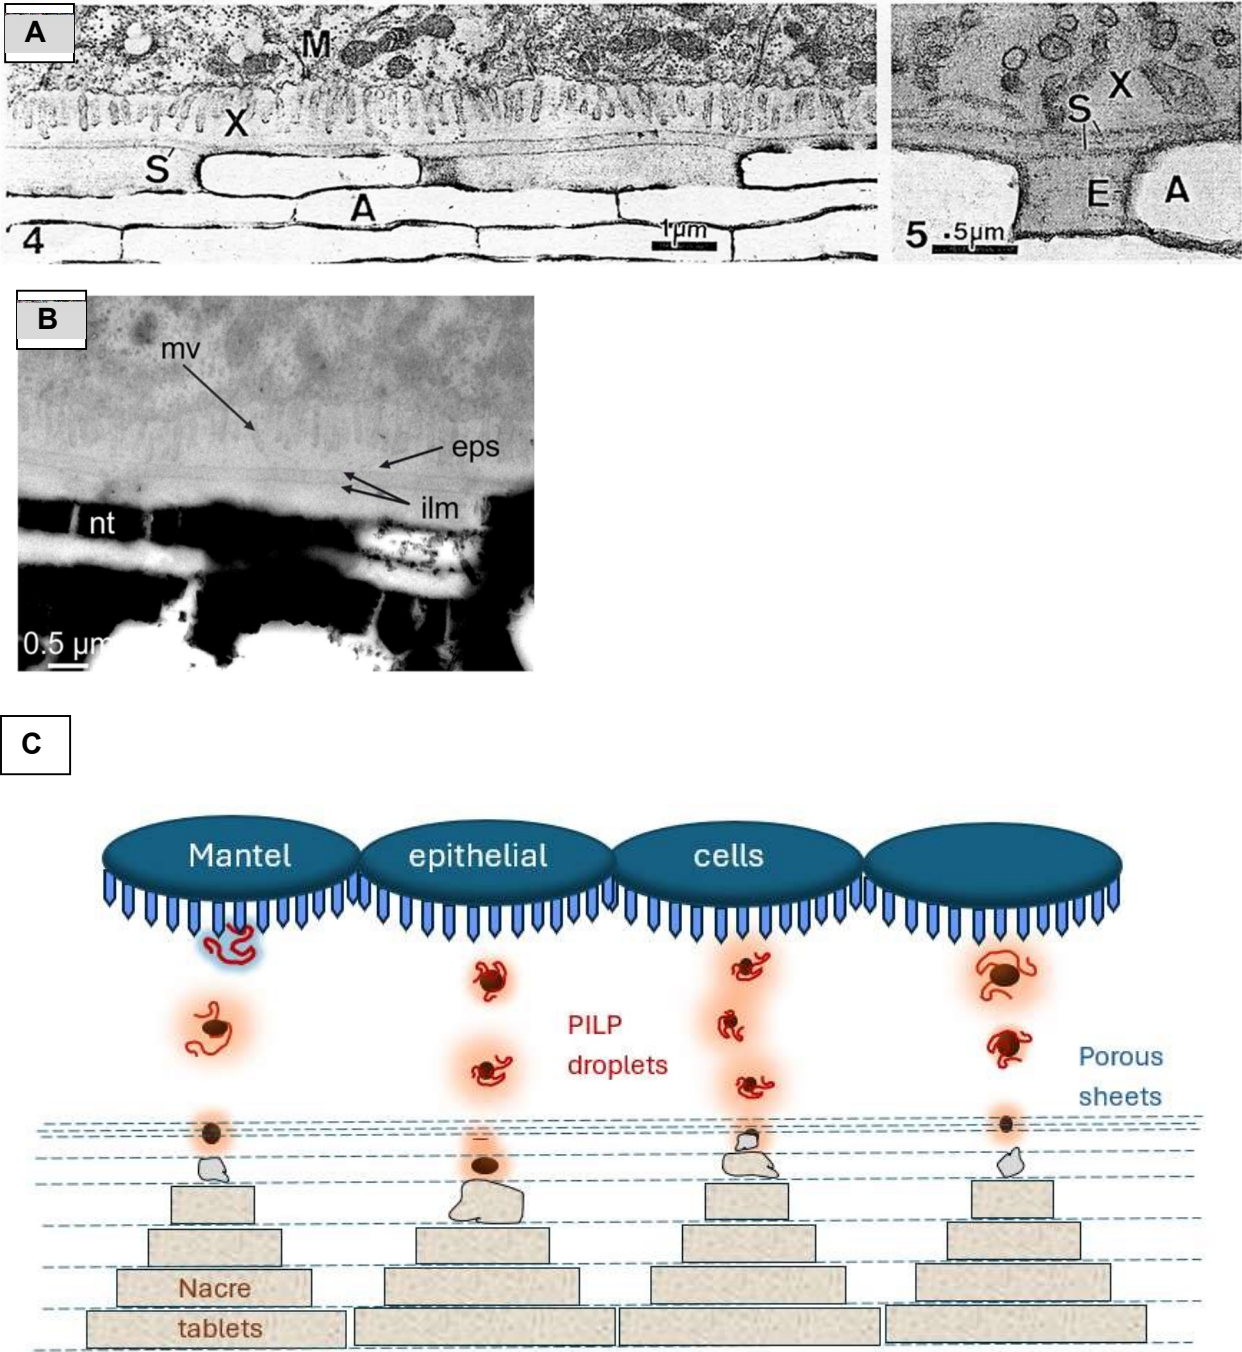 A
M
X
S
A
4
1µm
X
S
E
A
5 .5µm
B
mv
eps
ilm
nt
0.5 µm
C
Mantel epithelial cells
PILP
droplets
Porous
sheets
Nacre
tablets